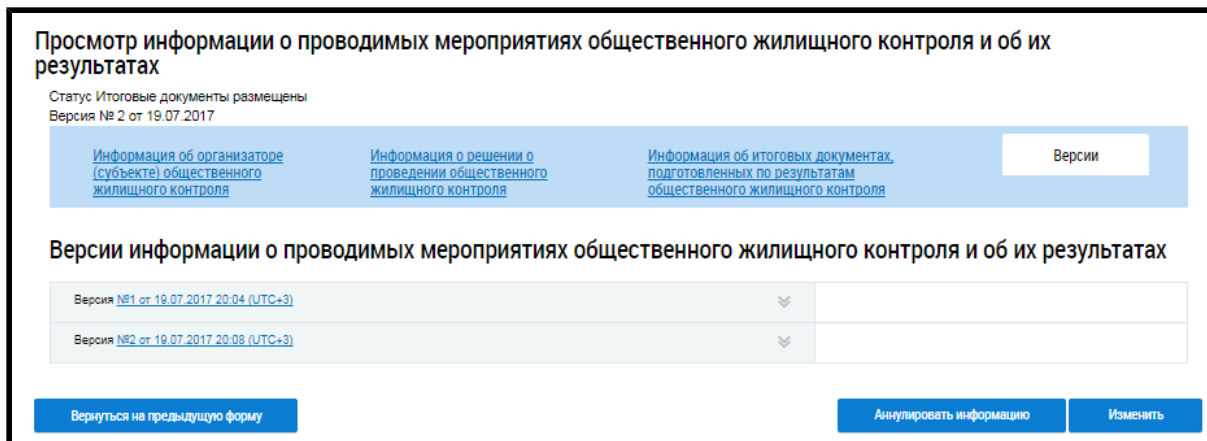 Просмотр информации о проводимых мероприятиях общественного жилищного контроля и об их
результатах
Статус Итоговые документы размещены
Версия № 2 от 19.07.2017
Информация об организаторе
(субъекте) общественного
жилищного контроля
Информация о решении о
проведении общественного
жилищного контроля
Информация об итоговых документах,
подготовленных по результатам
общественного жилищного контроля
Версии
Версии информации о проводимых мероприятиях общественного жилищного контроля и об их результатах
Версия №1 от 19.07.2017 20:04 (UTC+3)
Версия №2 от 19.07.2017 20:08 (UTC+3)
Вернуться на предыдущую форму
Аннулировать информацию
Изменить